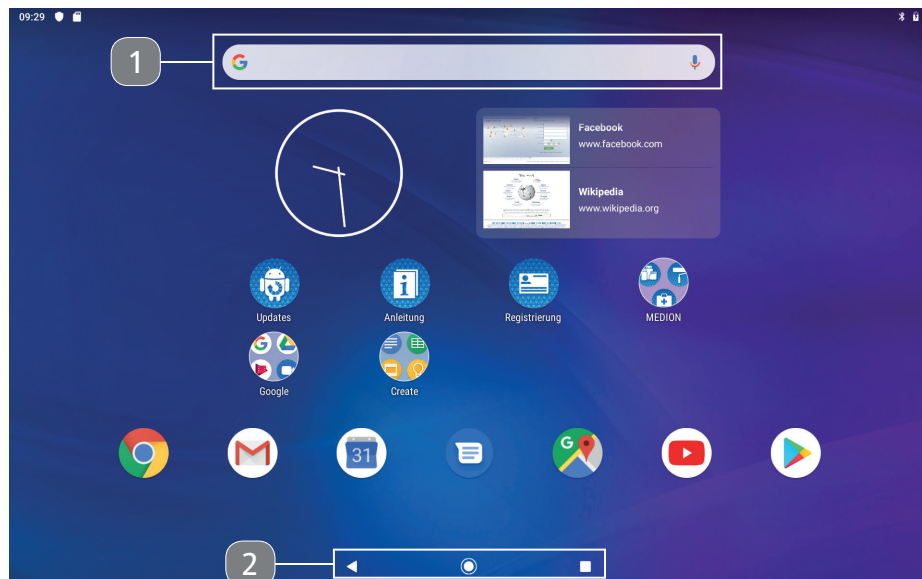 09:29
1
Facebook
www.facebook.com
Wikipedia
www.wikipedia.org
Updates
Anleitung
Registrierung
MEDION
Google
Create
31
G
2